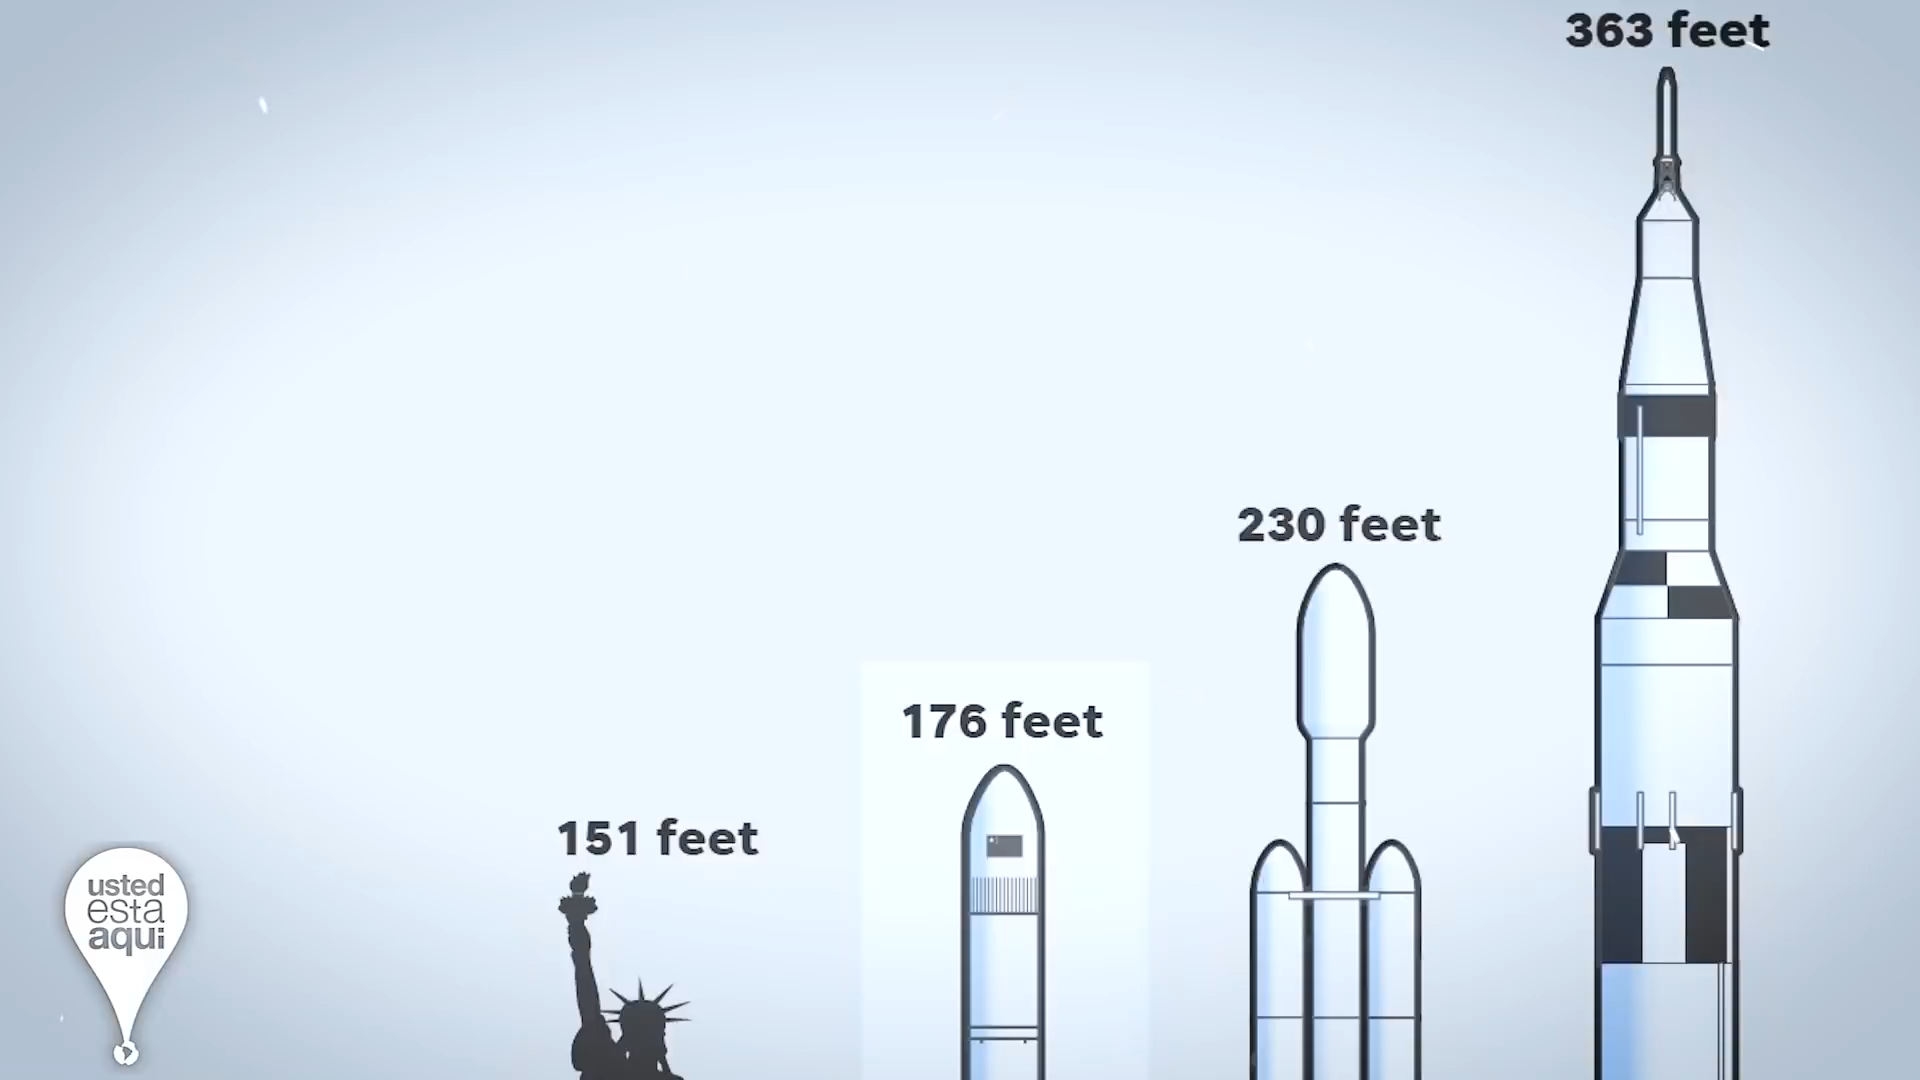 363 feet
230 feet
176 feet
151 feet
usted
esta
aqui